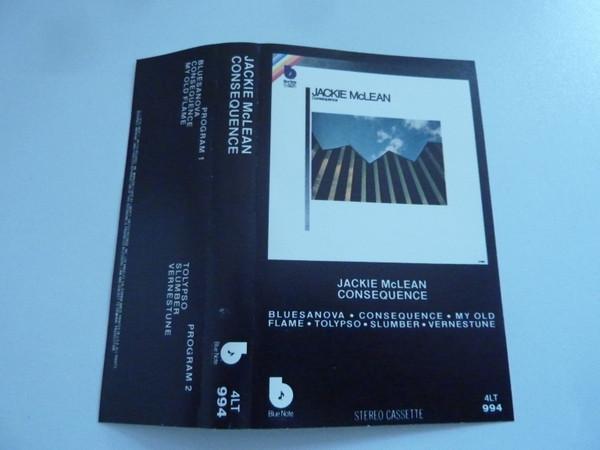 PROGRAM 1
BLUESANOVA
CONSEQUENCE
MY OLD FLAME
PROGRAM 2
TOLYPSO
SLUMBER
VERNESTUNE
JACKIE McLEAN
CONSEQUENCE
Blue Note
4LT
994
JACKIE McLEAN
Consequence
JACKIE McLEAN
CONSEQUENCE
BLUESANOVA • CONSEQUENCE • MY OLD
FLAME • TOLYPSO • SLUMBER • VERNESTUNE
Blue Note
STEREO CASSETTE
4LT
994